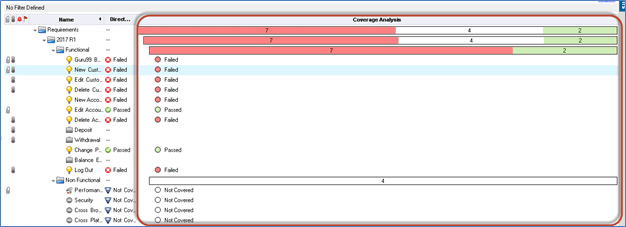 No Filter Defined
Name Direct... Coverage Analysis
Requirements --- 7 4 2
2017 R1 --- 7 4 2
Functional --- 7 2
Guru99 B... Failed Failed
New Cust... Failed Failed
Edit Custo... Failed Failed
Delete Cu... Failed Failed
New Acco... Failed Failed
Edit Accou... Passed Passed
Delete Ac... Failed Failed
Deposit ---
Withdrawal ---
Change P... Passed Passed
Balance E... ---
Log Out Failed Failed
Non Functional --- 4
Performan... Not Cov... Not Covered
Security Not Cov... Not Covered
Cross Bro... Not Cov... Not Covered
Cross Plat... Not Cov... Not Covered